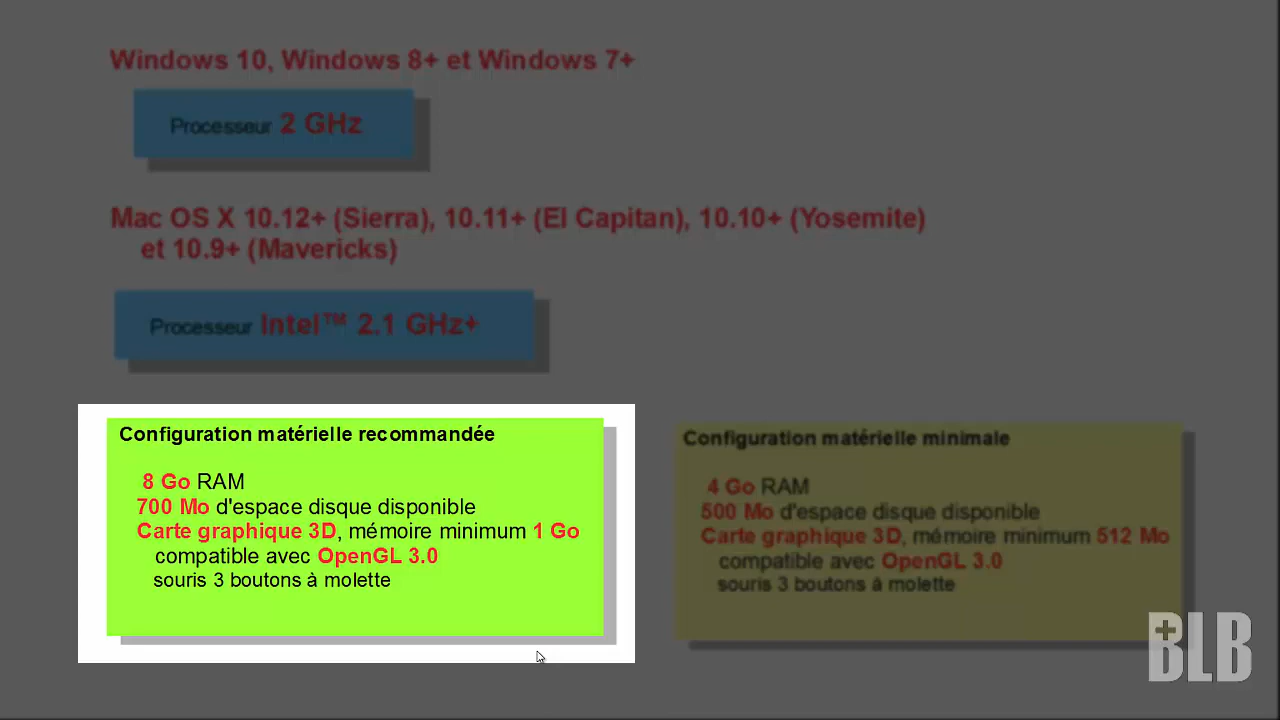 Windows 10, Windows 8+ et Windows 7+
Processeur 2 GHz
Mac OS X 10.12+ (Sierra), 10.11+ (El Capitan), 10.10+ (Yosemite)
et 10.9+ (Mavericks)
Processeur Intel™ 2.1 GHz+
Configuration matérielle recommandée
8 Go RAM
700 Mo d'espace disque disponible
Carte graphique 3D, mémoire minimum 1 Go
compatible avec OpenGL 3.0
souris 3 boutons à molette
Configuration matérielle minimale
4 Go RAM
500 Mo d'espace disque disponible
Carte graphique 3D, mémoire minimum 512 Mo
compatible avec OpenGL 3.0
souris 3 boutons à molette
BLB